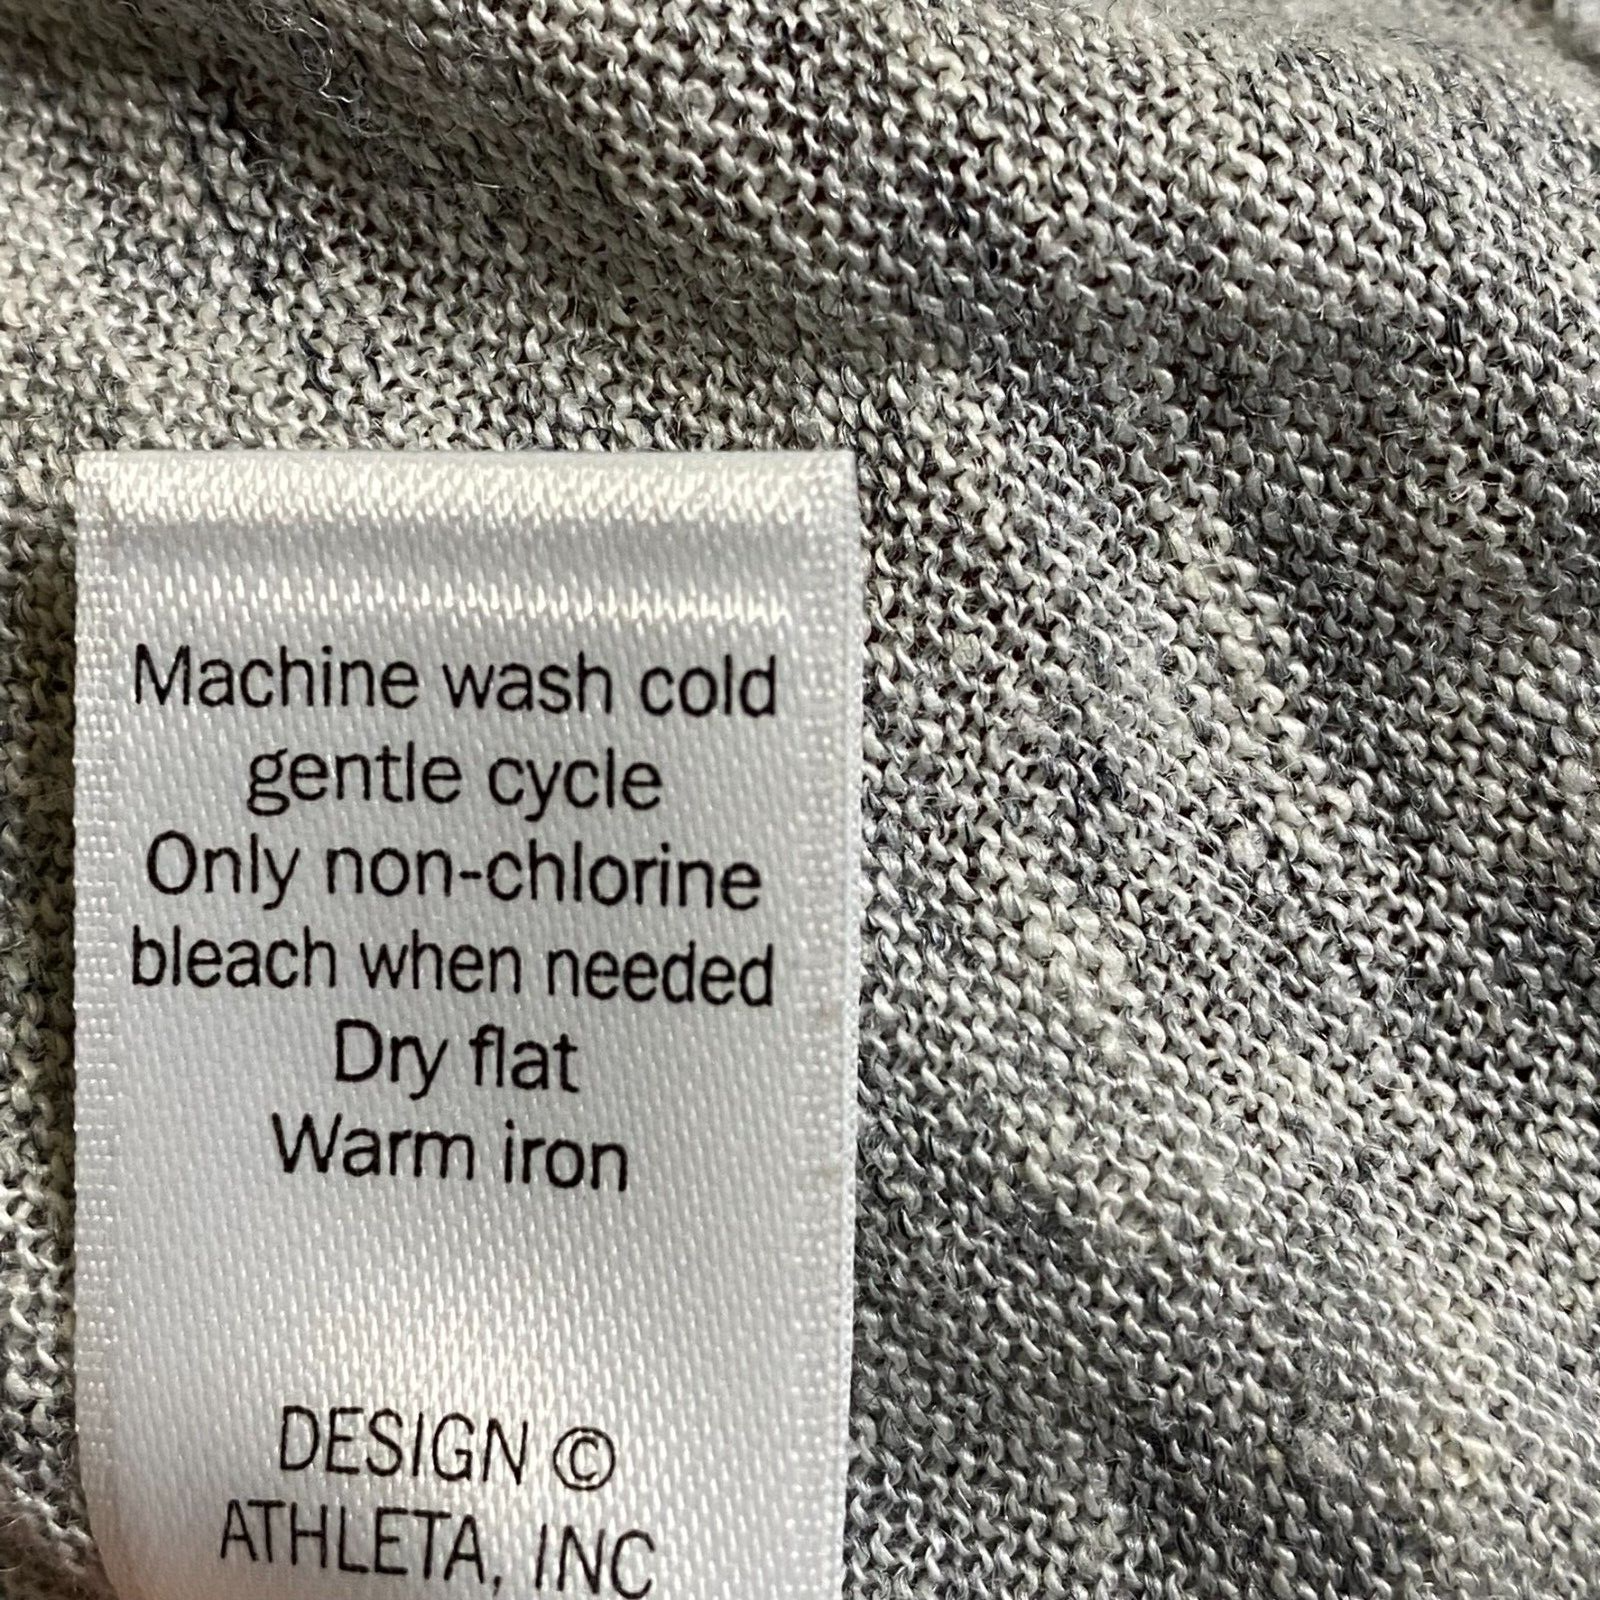 Machine wash cold
gentle cycle
Only non-chlorine
bleach when needed
Dry flat
Warm iron
DESIGN ©
ATHLETA, INC